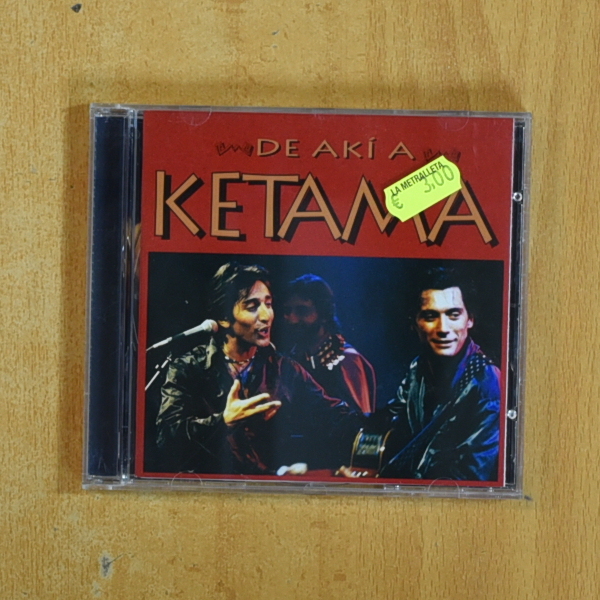 DE AKÍ A
KETAMA
LA METRALLETA
€ 3,00